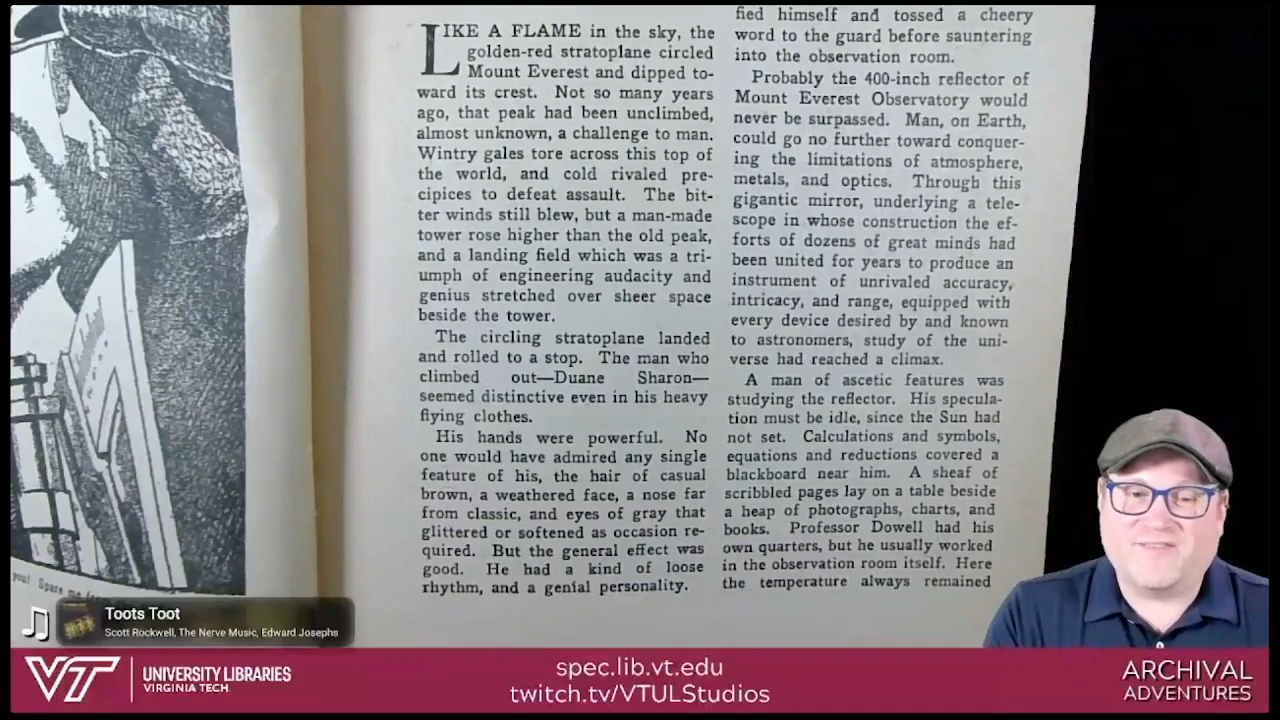 LIKE A FLAME in the sky, the
golden-red stratoplane circled
Mount Everest and dipped to-
ward its crest. Not so many years
ago, that peak had been unclimbed,
almost unknown, a challenge to man.
Wintry gales tore across this top of
the world, and cold rivaled pre-
cipices to defeat assault. The bit-
ter winds still blew, but a man-made
tower rose higher than the old peak,
and a landing field which was a tri-
umph of engineering audacity and
genius stretched over sheer space
beside the tower.
The circling stratoplane landed
and rolled to a stop. The man who
climbed out—Duane Sharon—
seemed distinctive even in his heavy
flying clothes.
His hands were powerful. No
one would have admired any single
feature of his, the hair of casual
brown, a weathered face, a nose far
from classic, and eyes of gray that
glittered or softened as occasion re-
quired. But the general effect was
good. He had a kind of loose
rhythm, and a genial personality.
fied himself and tossed a cheery
word to the guard before sauntering
into the observation room.
Probably the 400-inch reflector of
Mount Everest Observatory would
never be surpassed. Man, on Earth,
could go no further toward conquer-
ing the limitations of atmosphere,
metals, and optics. Through this
gigantic mirror, underlying a tele-
scope in whose construction the ef-
forts of dozens of great minds had
been united for years to produce an
instrument of unrivaled accuracy,
intricacy, and range, equipped with
every device desired by and known
to astronomers, study of the uni-
verse had reached a climax.
A man of ascetic features was
studying the reflector. His specula-
tion must be idle, since the Sun had
not set. Calculations and symbols,
equations and reductions covered a
blackboard near him. A sheaf of
scribbled pages lay on a table beside
a heap of photographs, charts, and
books. Professor Dowell had his
own quarters, but he usually worked
in the observation room itself. Here
the temperature always remained
you! Spare me
Toots Toot
Scott Rockwell, The Nerve Music, Edward Josephs
VT
UNIVERSITY LIBRARIES
VIRGINIA TECH.
spec.lib.vt.edu
twitch.tv/VTULStudios
ARCHIVAL
ADVENTURES